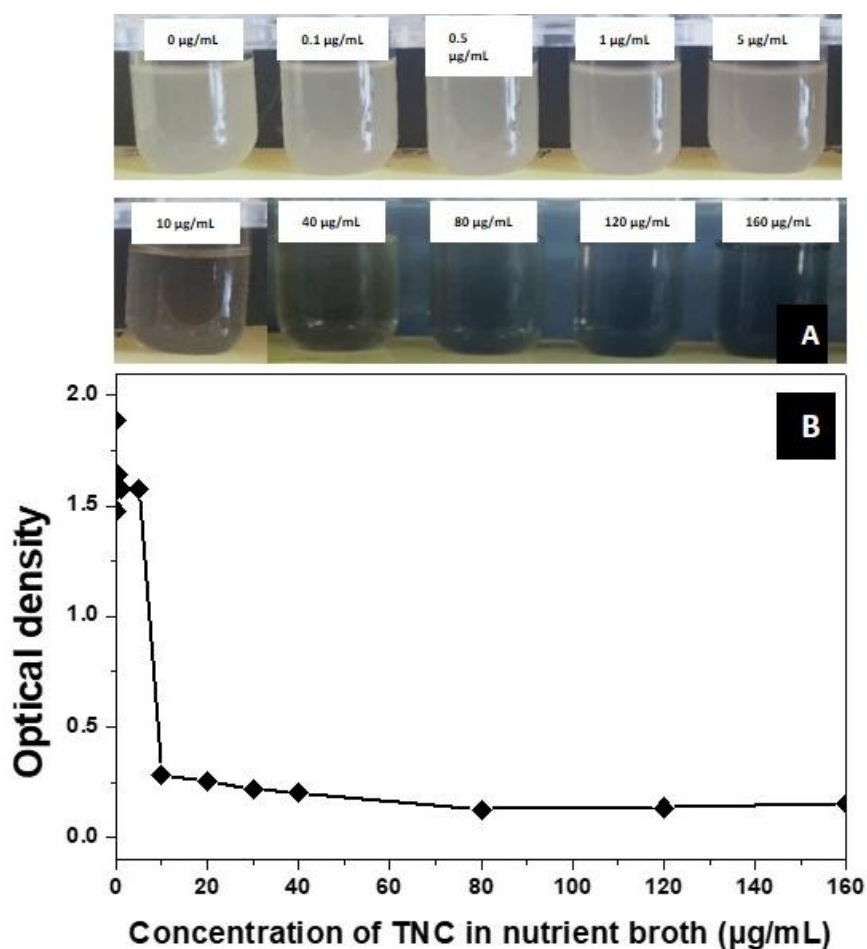 0 µg/mL
0.1 µg/mL
0.5
µg/mL
1 µg/mL
5 µg/mL
10 µg/mL
40 µg/mL
80 µg/mL
120 µg/mL
160 µg/mL
A
B
2.0
1.5
1.0
0.5
0.0
Optical density
0 20 40 60 80 100 120 140 160
Concentration of TNC in nutrient broth (µg/mL)